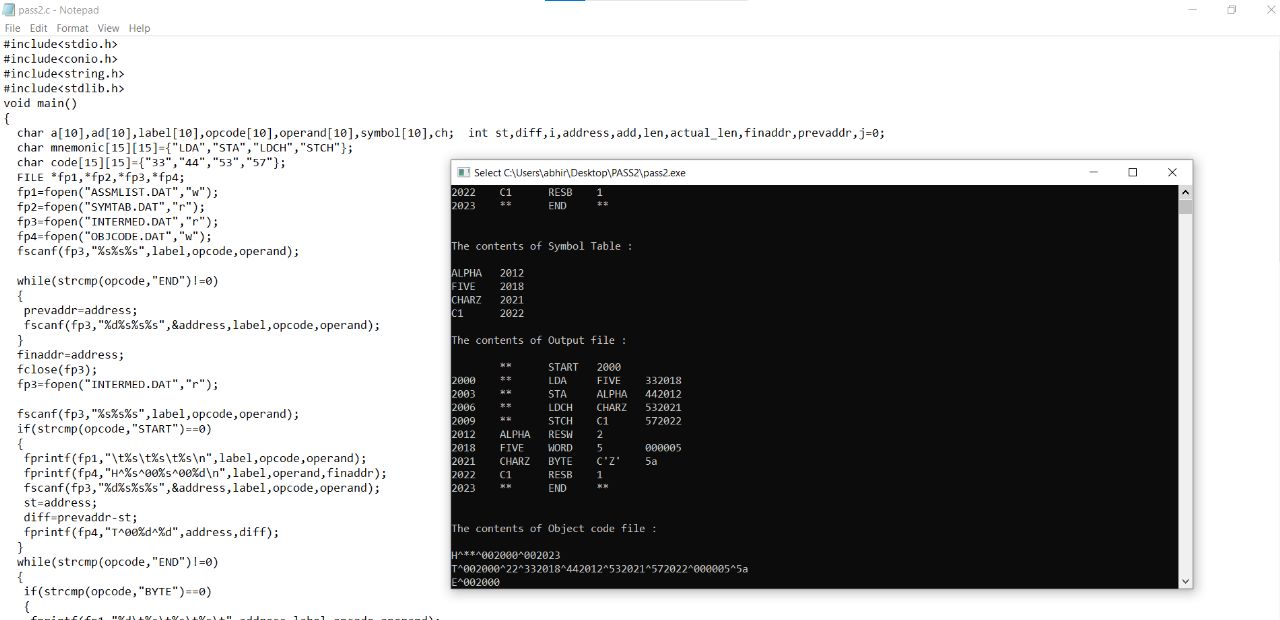 pass2.c - Notepad
File Edit Format View Help
#include<stdio.h>
#include<conio.h>
#include<string.h>
#include<stdlib.h>
void main()
{
char a[10],ad[10],label[10],opcode[10],operand[10],symbol[10],ch; int st,diff,i,address,add,len,actual_len,finaddr,prevaddr,j=0;
char mnemonic[15][15]={"LDA","STA","LDCH","STCH"};
char code[15][15]={"33","44","53","57"};
FILE *fp1,*fp2,*fp3,*fp4;
fp1=fopen("ASSMLIST.DAT","w");
fp2=fopen("SYMTAB.DAT","r");
fp3=fopen("INTERMED.DAT","r");
fp4=fopen("OBJCODE.DAT","w");
fscanf(fp3,"%s%s%s",label,opcode,operand);
while(strcmp(opcode,"END")!=0)
{
prevaddr=address;
fscanf(fp3,"%d%s%s%s",&address,label,opcode,operand);
}
finaddr=address;
fclose(fp3);
fp3=fopen("INTERMED.DAT","r");
fscanf(fp3,"%s%s%s",label,opcode,operand);
if(strcmp(opcode,"START")==0)
{
fprintf(fp1,"\t%s\t%s\t%s\n",label,opcode,operand);
fprintf(fp4,"H^%s^00%s^00%d\n",label,operand,finaddr);
fscanf(fp3,"%d%s%s%s",&address,label,opcode,operand);
st=address;
diff=prevaddr-st;
fprintf(fp4,"T^00%d^%d",address,diff);
}
while(strcmp(opcode,"END")!=0)
{
if(strcmp(opcode,"BYTE")==0)
{
fprintf(fp1,"%d\t%s\t%s\t%s\t",address,label,opcode,operand);
Select C:\Users\abhir\Desktop\PASS2\pass2.exe
2022 C1 RESB 1
2023 ** END **
The contents of Symbol Table :
ALPHA 2012
FIVE 2018
CHARZ 2021
C1 2022
The contents of Output file :
** START 2000
2000 ** LDA FIVE 332018
2003 ** STA ALPHA 442012
2006 ** LDCH CHARZ 532021
2009 ** STCH C1 572022
2012 ALPHA RESW 2
2018 FIVE WORD 5 000005
2021 CHARZ BYTE C'Z' 5a
2022 C1 RESB 1
2023 ** END **
The contents of Object code file :
H^**^002000^002023
T^002000^22^332018^442012^532021^572022^000005^5a
E^002000